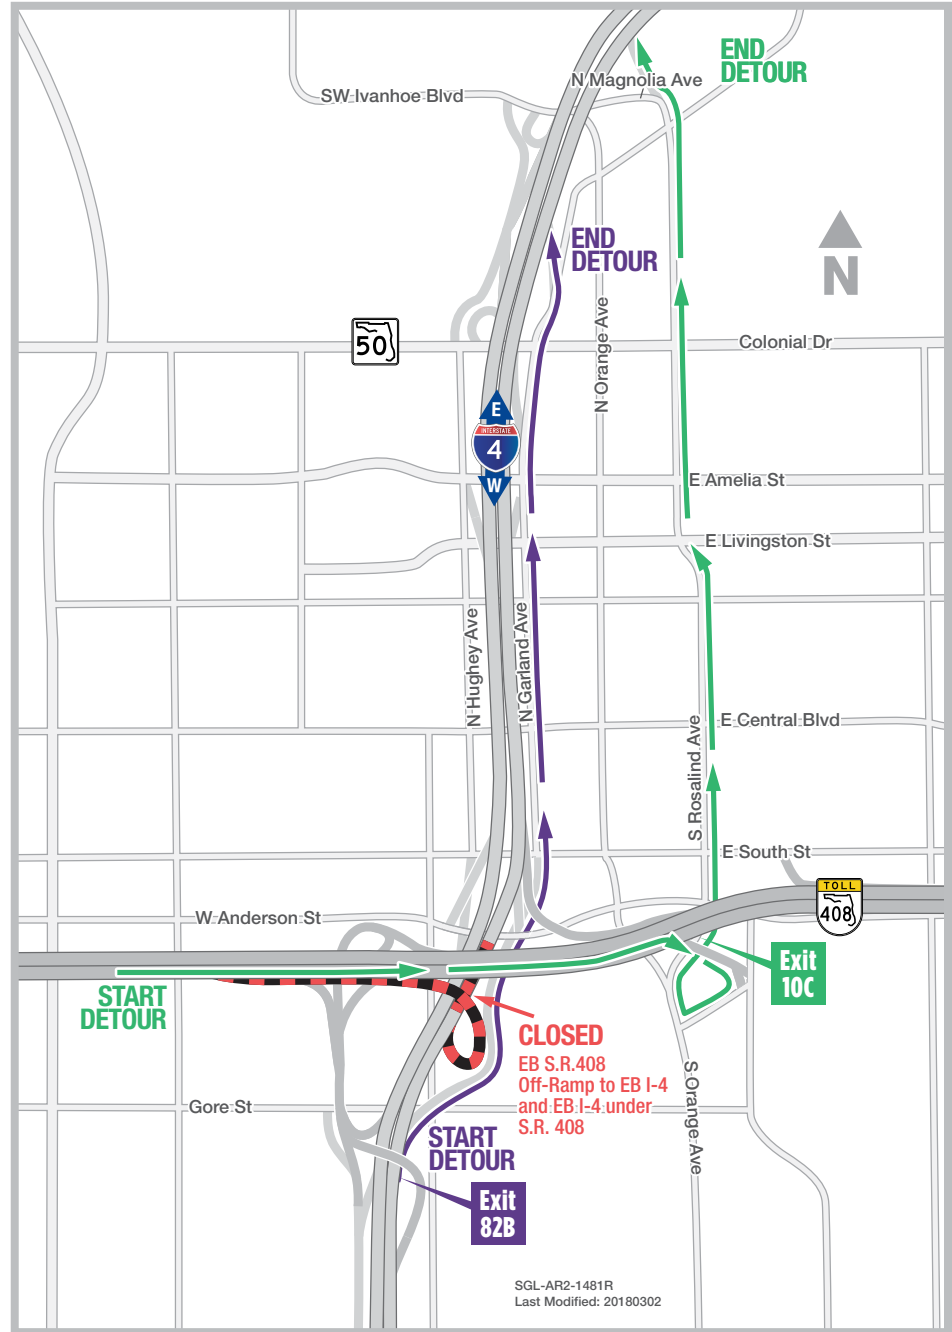 END
DETOUR
N Magnolia Ave
SW Ivanhoe Blvd
END
DETOUR
N
N Orange Ave
50
Colonial Dr
E
INTERSTATE
4
W
E Amelia St
E Livingston St
N Hughey Ave
N Garland Ave
S Rosalind Ave
E Central Blvd
E South St
TOLL
408
W Anderson St
Exit
10C
START
DETOUR
CLOSED
EB S.R.408
Off-Ramp to EB I-4
and EB I-4 under
S.R. 408
S Orange Ave
Gore St
START
DETOUR
Exit
82B
SGL-AR2-1481R
Last Modified: 20180302